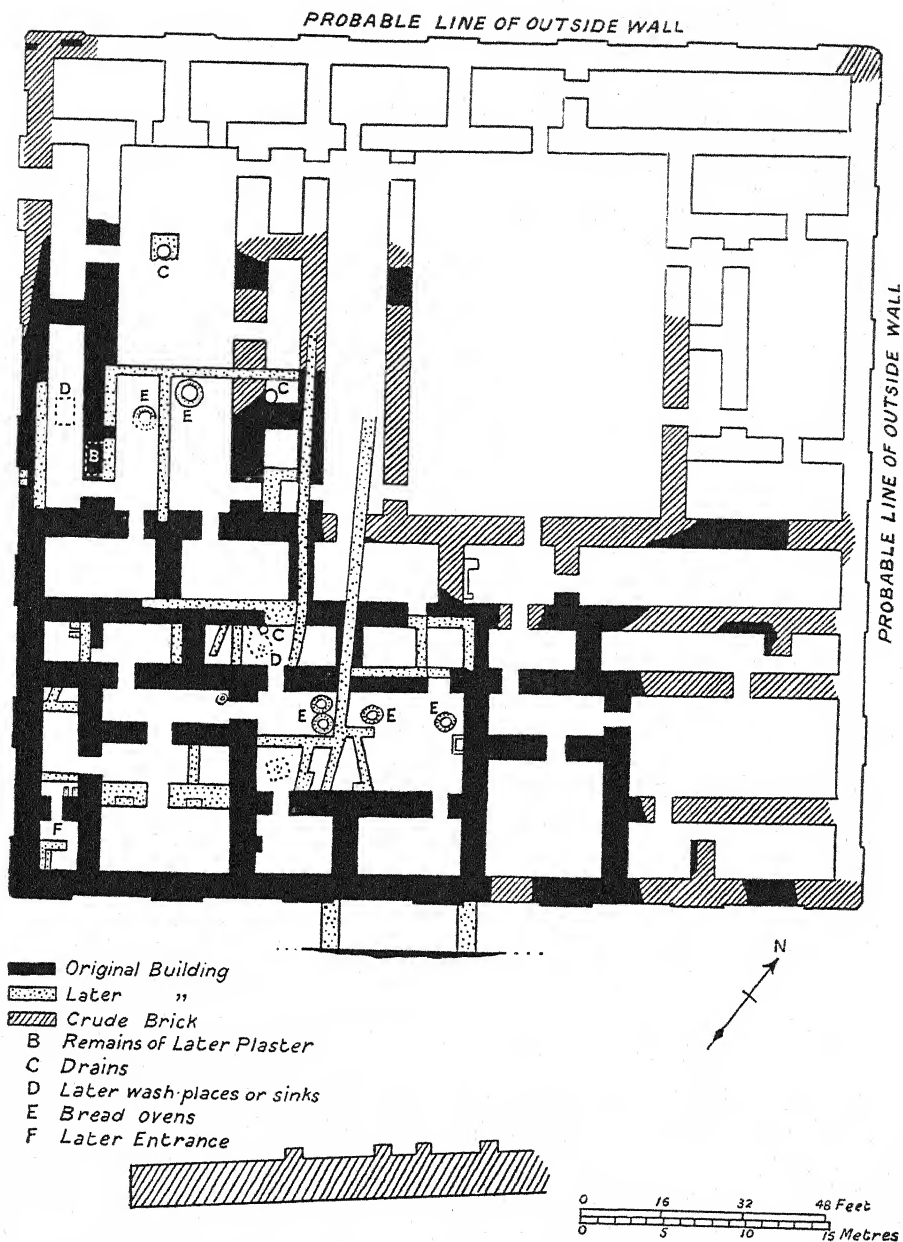 PROBABLE LINE OF OUTSIDE WALL
PROBABLE LINE OF OUTSIDE WALL
C
D
E
E
C
B
C
D
E
E
E
F
N
Original Building
Later „
Crude Brick
B Remains of Later Plaster
C Drains
D Later wash-places or sinks
E Bread ovens
F Later Entrance
0 16 32 48 Feet
0 5 10 15 Metres